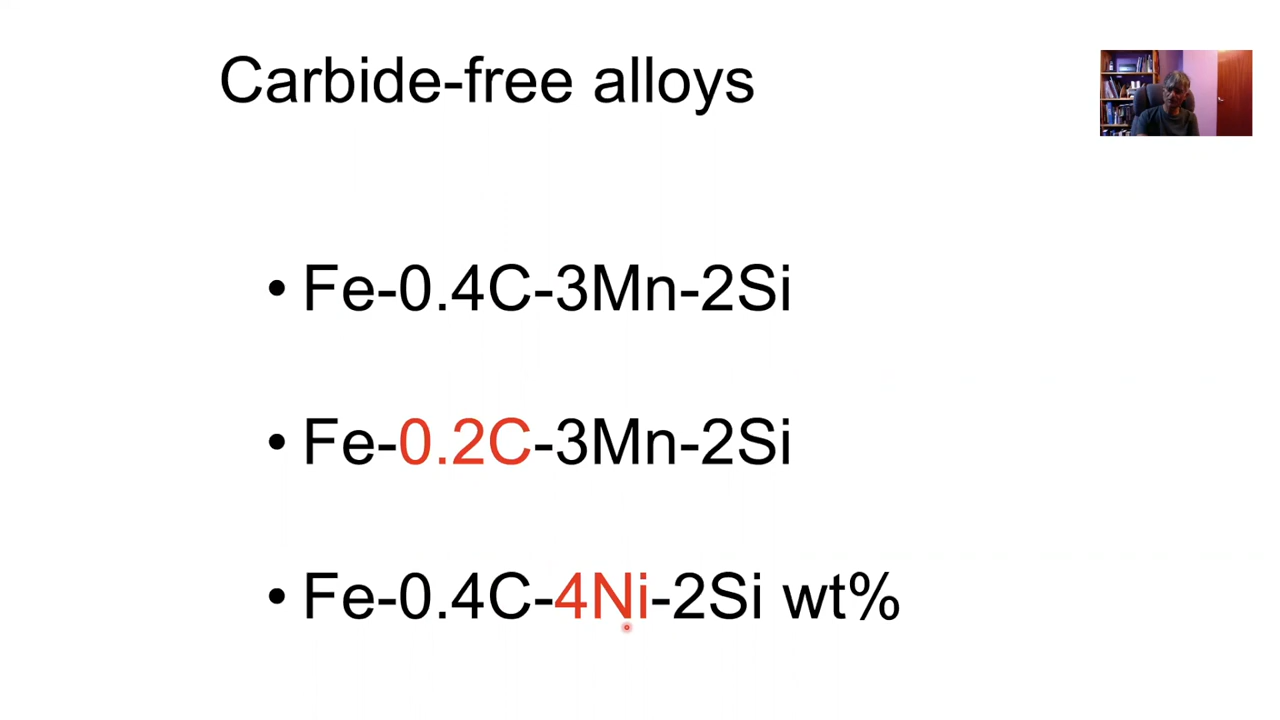 Carbide-free alloys
• Fe-0.4C-3Mn-2Si
• Fe-0.2C-3Mn-2Si
• Fe-0.4C-4Ni-2Si wt%